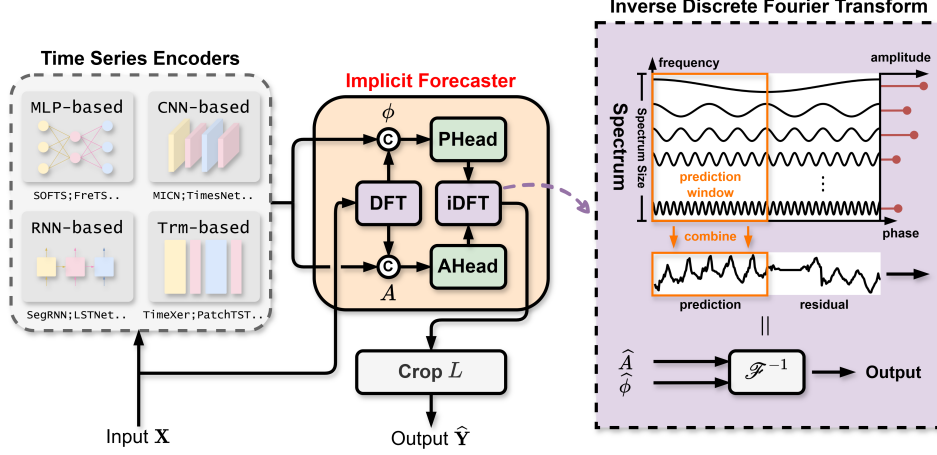 Time Series Encoders
MLP-based
CNN-based
SOFTS;FreTS..
MICN;TimesNet..
RNN-based
Trm-based
SegRNN;LSTNet..
TimeXer;PatchTST..
Input X
Implicit Forecaster
ϕ
C
PHead
DFT
iDFT
C
AHead
A
Crop L
Output Ŷ
Inverse Discrete Fourier Transform
frequency
amplitude
Spectrum
Spectrum Size
prediction
window
⋮
phase
combine
prediction
residual
||
Â
ϕ̂
ℱ⁻¹
Output